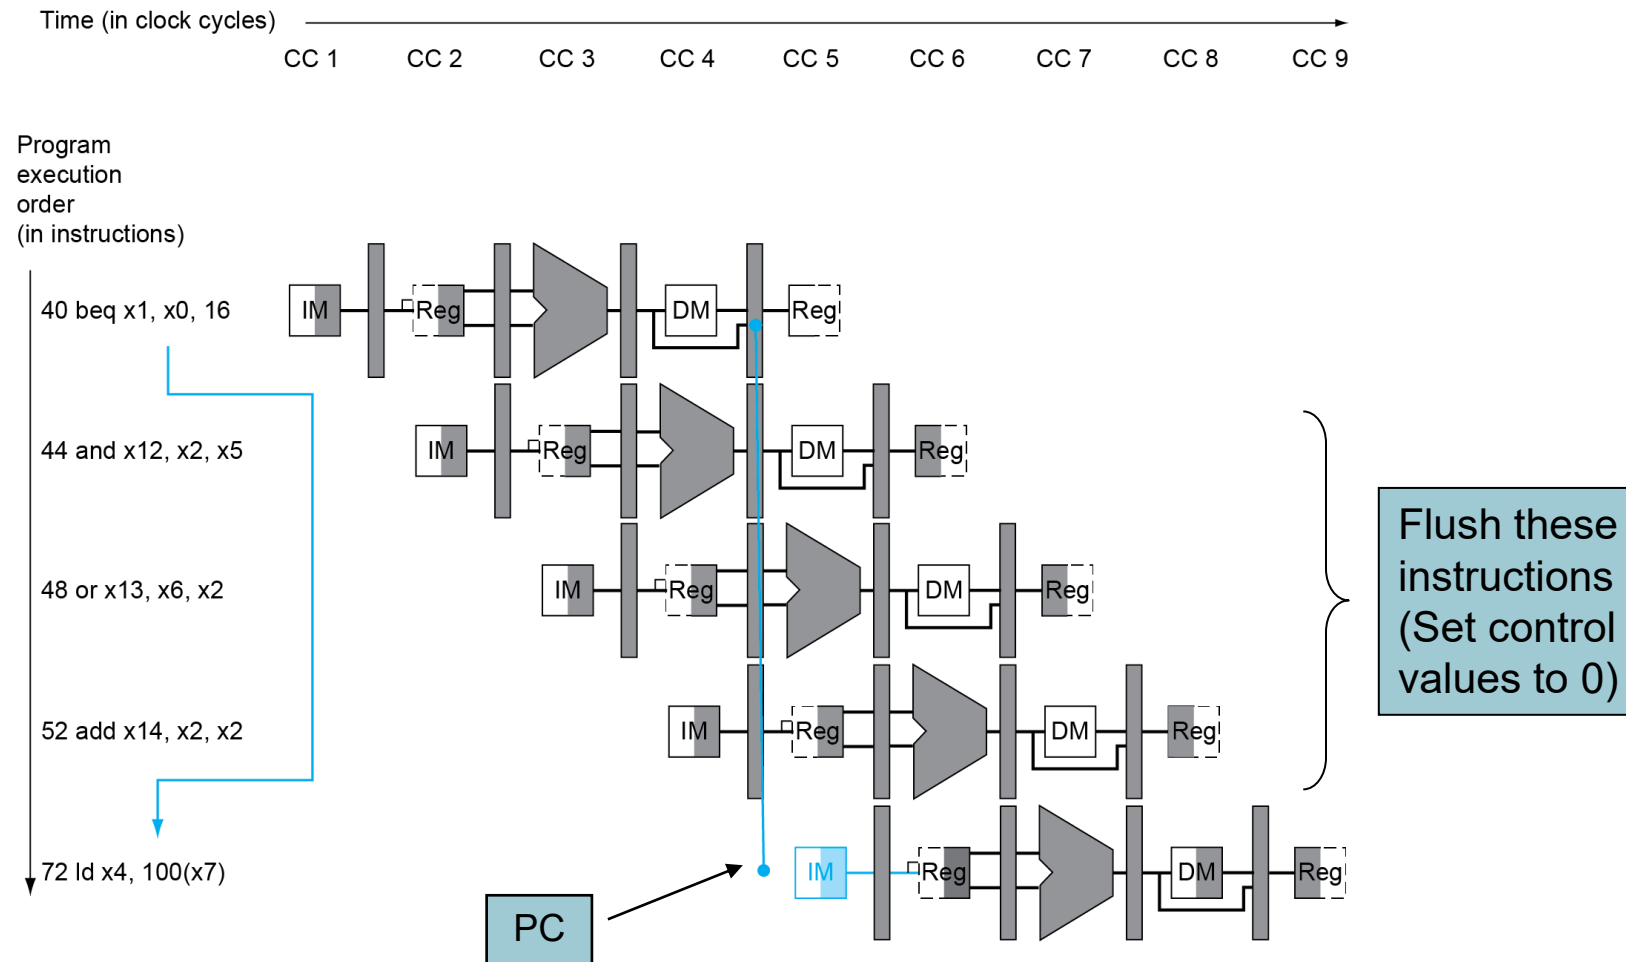 Time (in clock cycles)
CC 1 CC 2 CC 3 CC 4 CC 5 CC 6 CC 7 CC 8 CC 9
Program
execution
order
(in instructions)
40 beq x1, x0, 16
IM Reg DM Reg
44 and x12, x2, x5
IM Reg DM Reg
48 or x13, x6, x2
IM Reg DM Reg
52 add x14, x2, x2
IM Reg DM Reg
72 ld x4, 100(x7)
IM Reg DM Reg
Flush these
instructions
(Set control
values to 0)
PC